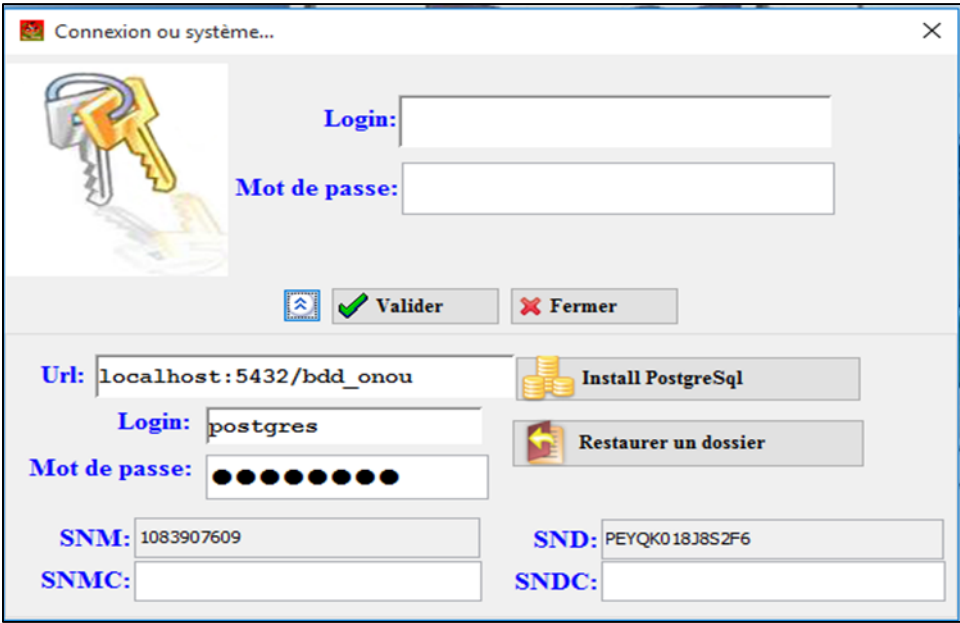 Connexion ou système...
Login:
Mot de passe:
Valider Fermer
Url: localhost:5432/bdd_onou Install PostgreSql
Login: postgres
Restaurer un dossier
Mot de passe: ●●●●●●●●
SNM: 1083907609 SND: PEYQK018J8S2F6
SNMC: SNDC: